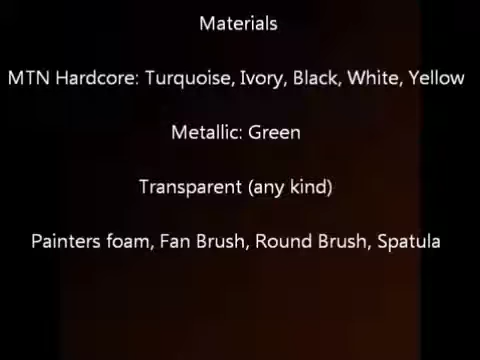 Materials
MTN Hardcore: Turquoise, Ivory, Black, White, Yellow
Metallic: Green
Transparent (any kind)
Painters foam, Fan Brush, Round Brush, Spatula